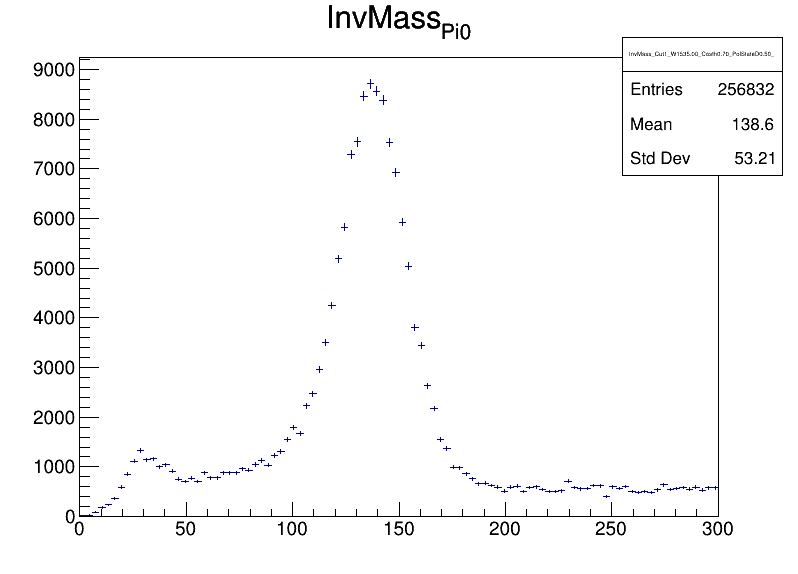 InvMass_Pi0
InvMass_Cut1_W1535.00_Costh0.70_PolStateD0.50_
Entries 256832
Mean 138.6
Std Dev 53.21
9000
8000
7000
6000
5000
4000
3000
2000
1000
0
0 50 100 150 200 250 300